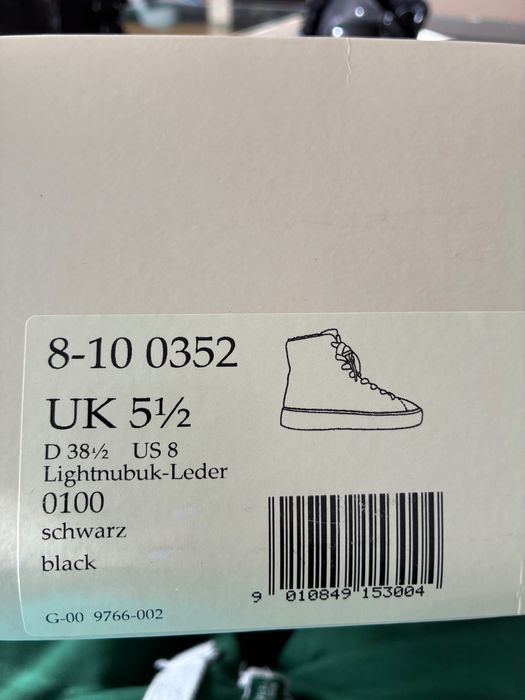 8-10 0352
UK 5½
D 38½ US 8
Lightnubuk-Leder
0100
schwarz
black
G-00 9766-002
9 010849 153004